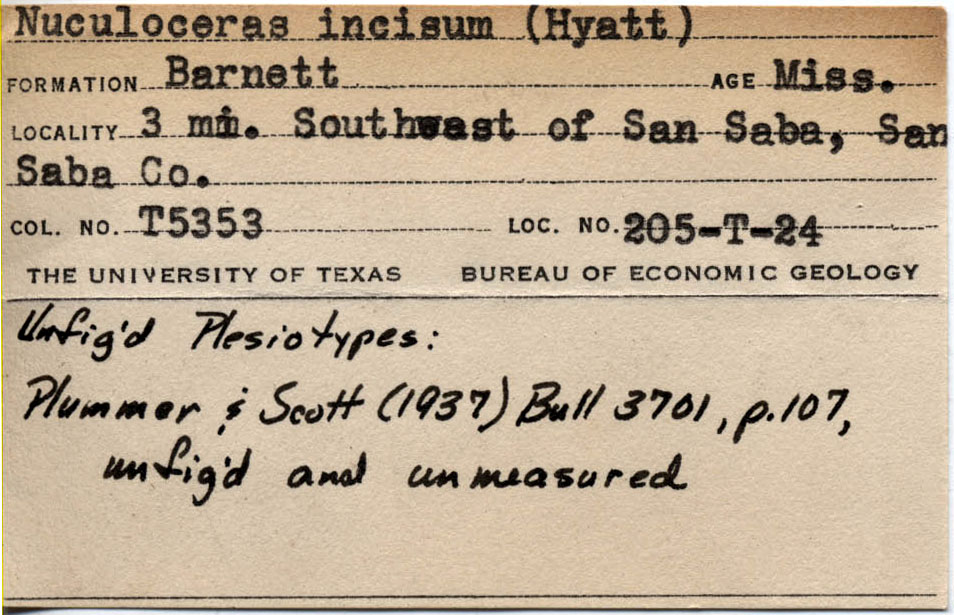 Nuculoceras incisum (Hyatt)
FORMATION Barnett AGE Miss.
LOCALITY 3 mi. of San Saba, San
Saba Co.
COL. NO. T5353 LOC. NO. 205-T-24
THE UNIVERSITY OF TEXAS BUREAU OF ECONOMIC GEOLOGY
Unfig'd Plesiotypes:
Plummer & Scott (1937) Bull 3701, p.107,
unfig'd and unmeasured